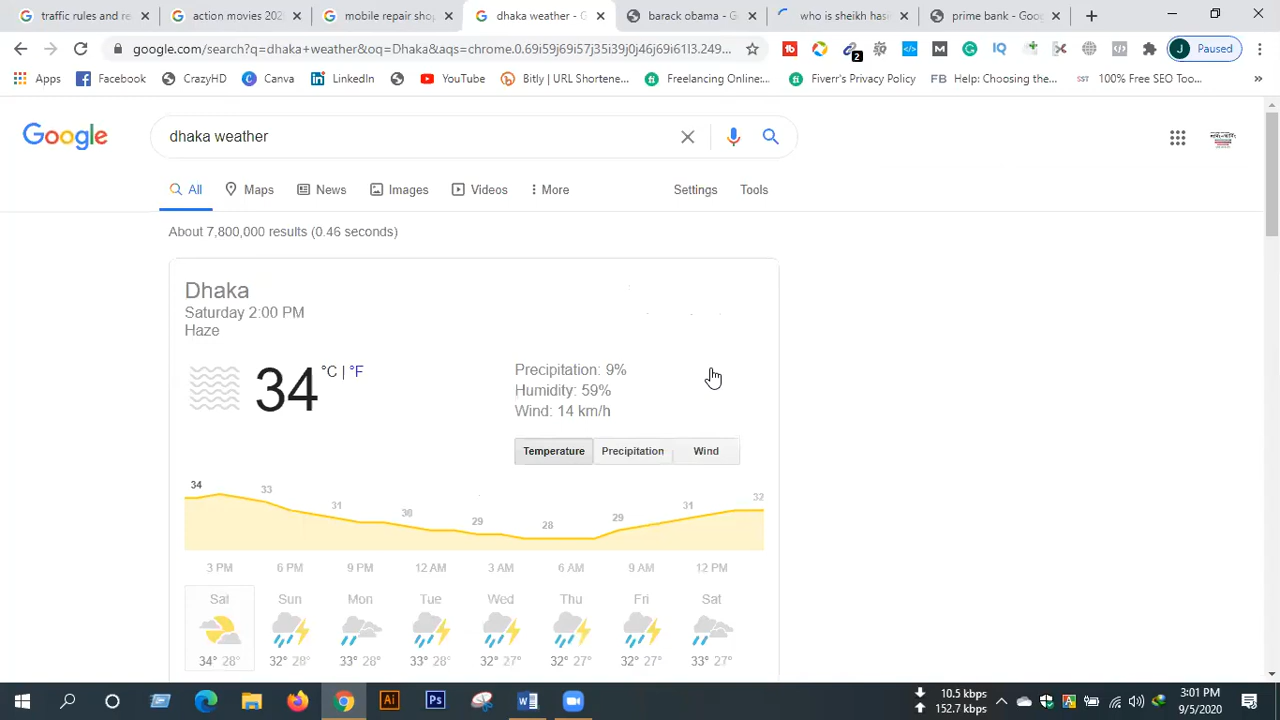 traffic rules and re
action movies 202
mobile repair shop
dhaka weather - G
barack obama - G
who is sheikh hasi
prime bank - Goo
google.com/search?q=dhaka+weather&oq=Dhaka&aqs=chrome.0.69i59j69i57j35i39j0j46j69i61l3.249...
J Paused
Apps
Facebook
CrazyHD
Canva
LinkedIn
YouTube
Bitly | URL Shortene...
Freelancing Online:...
Fiverr's Privacy Policy
FB Help: Choosing the...
SST 100% Free SEO Too...
Google
dhaka weather
All
Maps
News
Images
Videos
More
Settings
Tools
About 7,800,000 results (0.46 seconds)
Dhaka
Saturday 2:00 PM
Haze
34 °C | °F
Precipitation: 9%
Humidity: 59%
Wind: 14 km/h
Temperature Precipitation Wind
34 33 31 30 29 28 29 31 32
3 PM 6 PM 9 PM 12 AM 3 AM 6 AM 9 AM 12 PM
Sat Sun Mon Tue Wed Thu Fri Sat
34° 28° 32° 28° 33° 28° 33° 28° 32° 27° 32° 27° 32° 27° 33° 27°
10.5 kbps
152.7 kbps
3:01 PM
9/5/2020